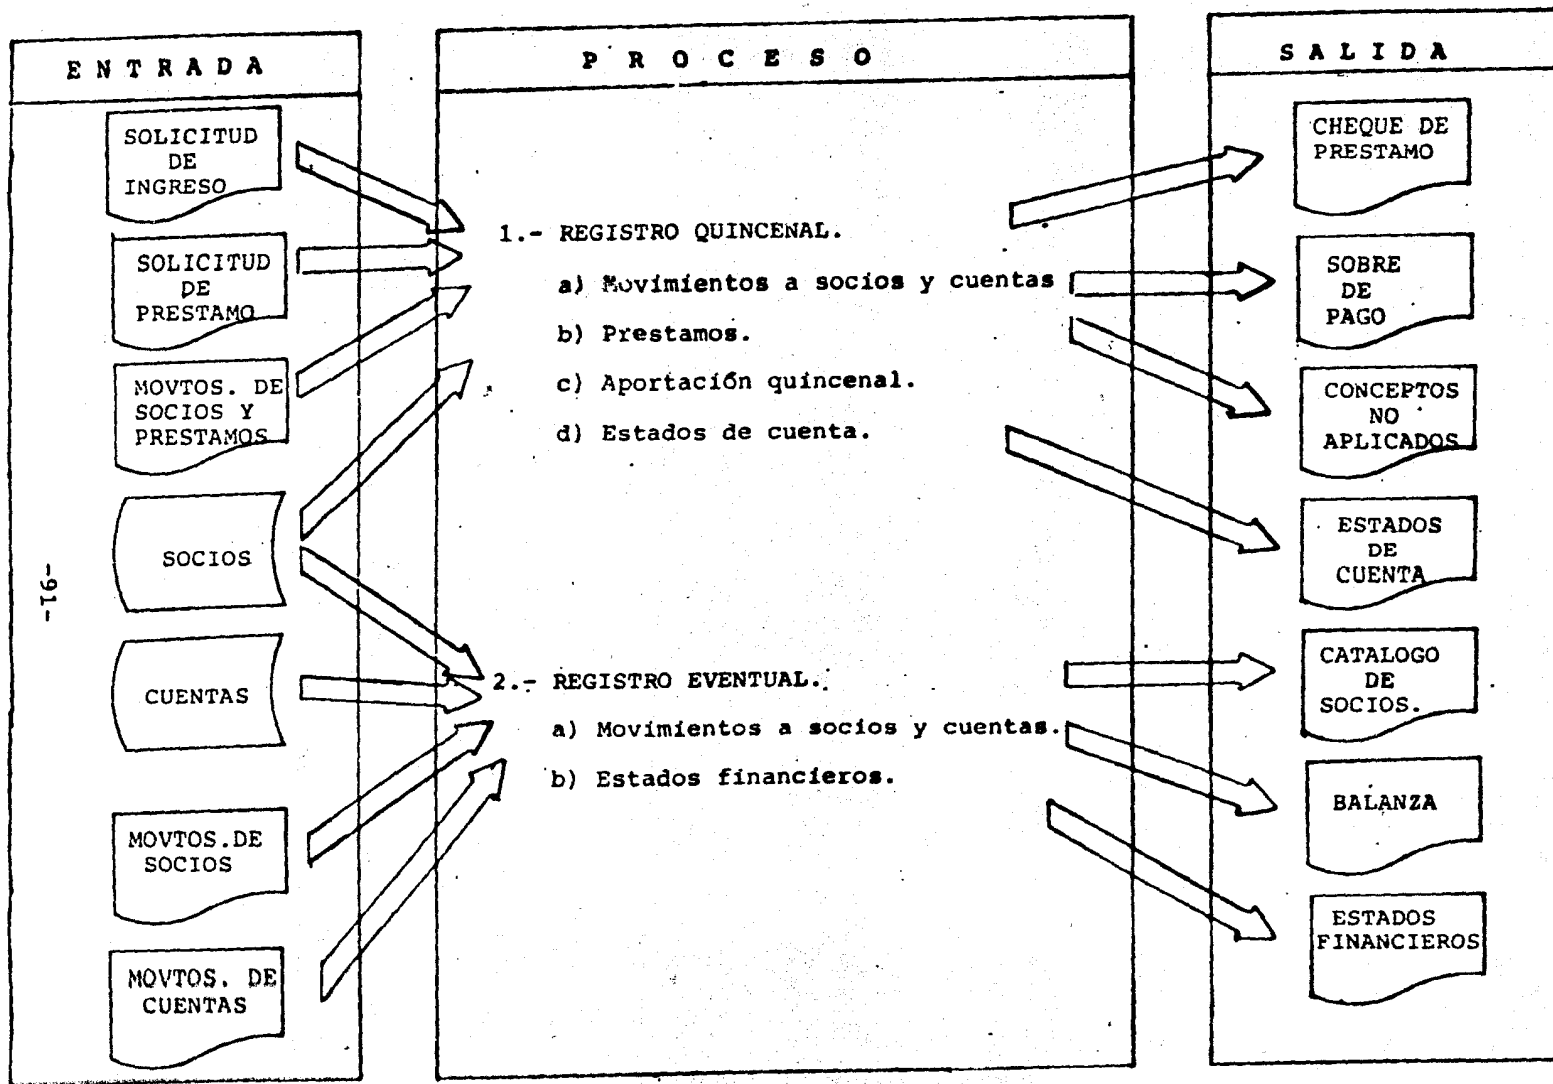 E N T R A D A
SOLICITUD
DE
INGRESO
SOLICITUD
DE
PRESTAMO
MOVTOS. DE
SOCIOS Y
PRESTAMOS
SOCIOS
CUENTAS
MOVTOS.DE
SOCIOS
MOVTOS. DE
CUENTAS
-91-
P R O C E S O
1.- REGISTRO QUINCENAL.
a) Movimientos a socios y cuentas
b) Prestamos.
c) Aportación quincenal.
d) Estados de cuenta.
2.- REGISTRO EVENTUAL.
a) Movimientos a socios y cuentas.
b) Estados financieros.
S A L I D A
CHEQUE DE
PRESTAMO
SOBRE
DE
PAGO
CONCEPTOS
NO
APLICADOS
ESTADOS
DE
CUENTA
CATALOGO
DE
SOCIOS.
BALANZA
ESTADOS
FINANCIEROS